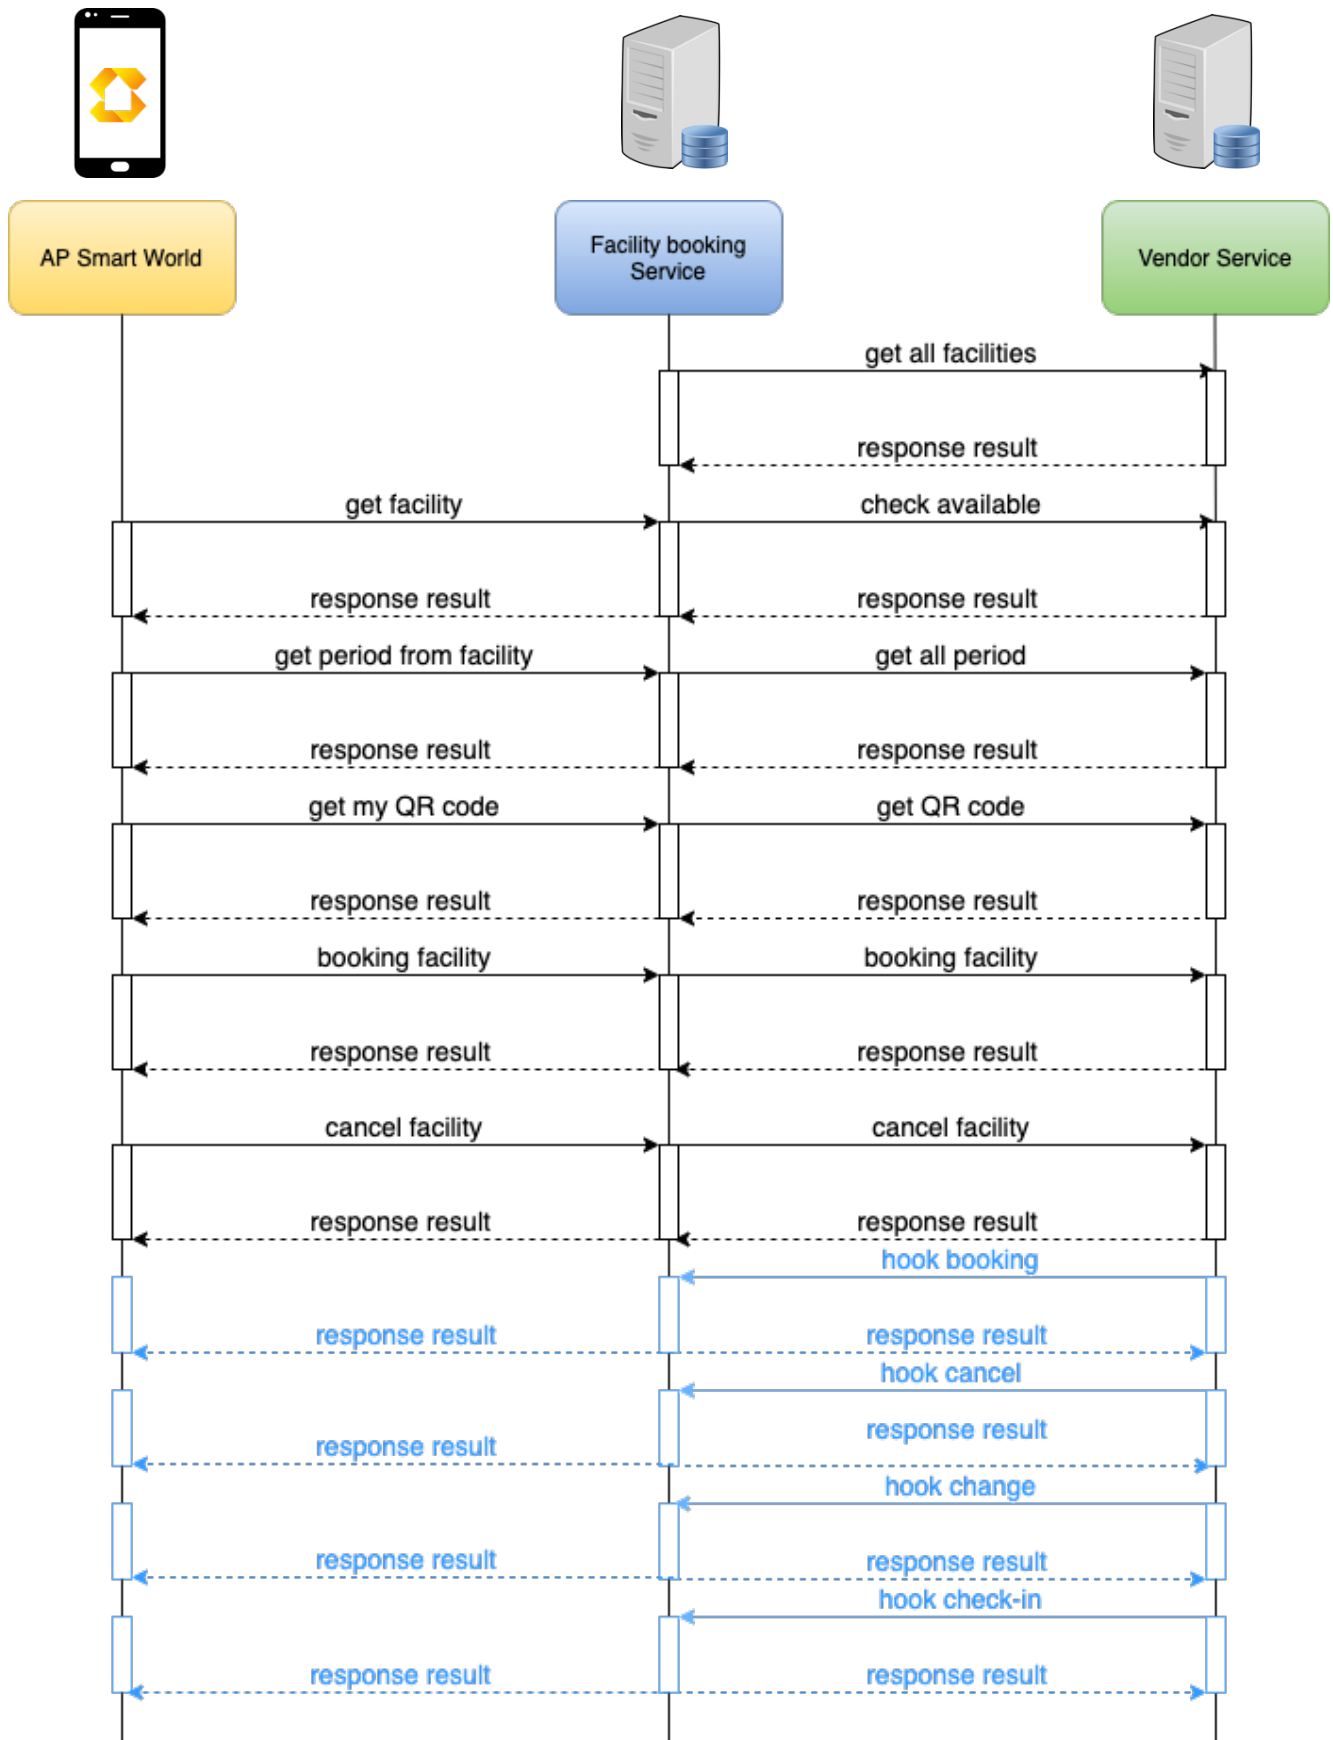 AP Smart World
Facility booking
Service
Vendor Service
get all facilities
response result
get facility
check available
response result
response result
get period from facility
get all period
response result
response result
get my QR code
get QR code
response result
response result
booking facility
booking facility
response result
response result
cancel facility
cancel facility
response result
response result
hook booking
response result
response result
hook cancel
response result
response result
hook change
response result
response result
hook check-in
response result
response result